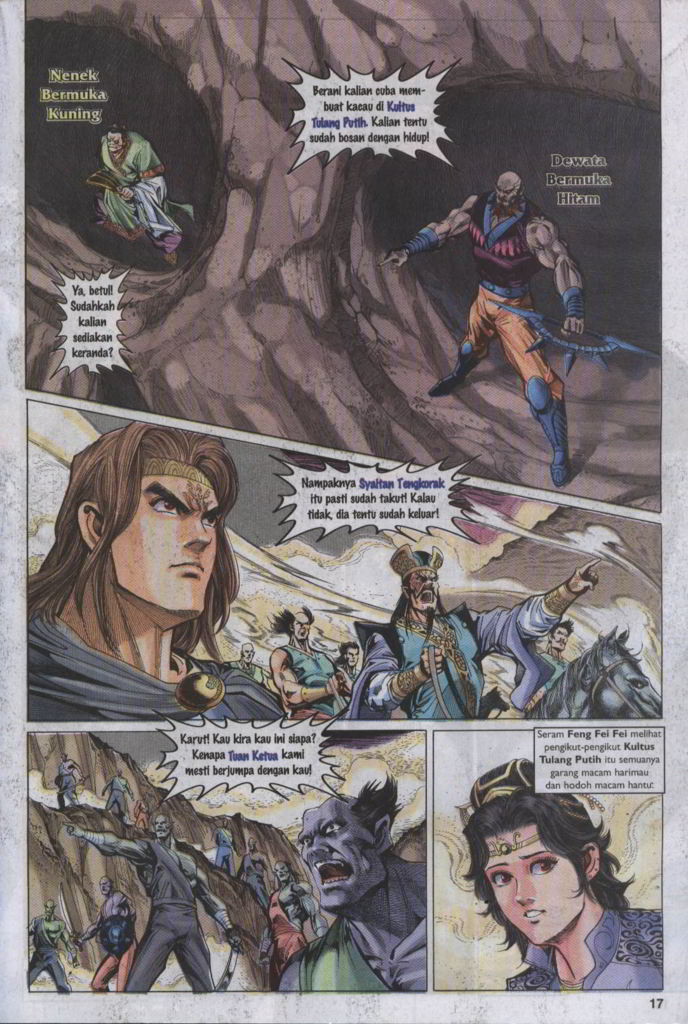 Nenek
Bermuka
Kuning
Berani kalian cuba mem-
buat kacau di Kultus
Tulang Putih. Kalian tentu
sudah bosan dengan hidup!
Dewata
Bermuka
Hitam
Ya, betul!
Sudahkah
kalian
sediakan
keranda?
Nampaknya Syaitan Tengkorak
itu pasti sudah takut! Kalau
tidak, dia tentu sudah keluar!
Karut! Kau kira kau ini siapa?
Kenapa Tuan Ketua kami
mesti berjumpa dengan kau!
Seram Feng Fei Fei melihat
pengikut-pengikut Kultus
Tulang Putih itu semuanya
garang macam harimau
dan hodoh macam hantu.
17